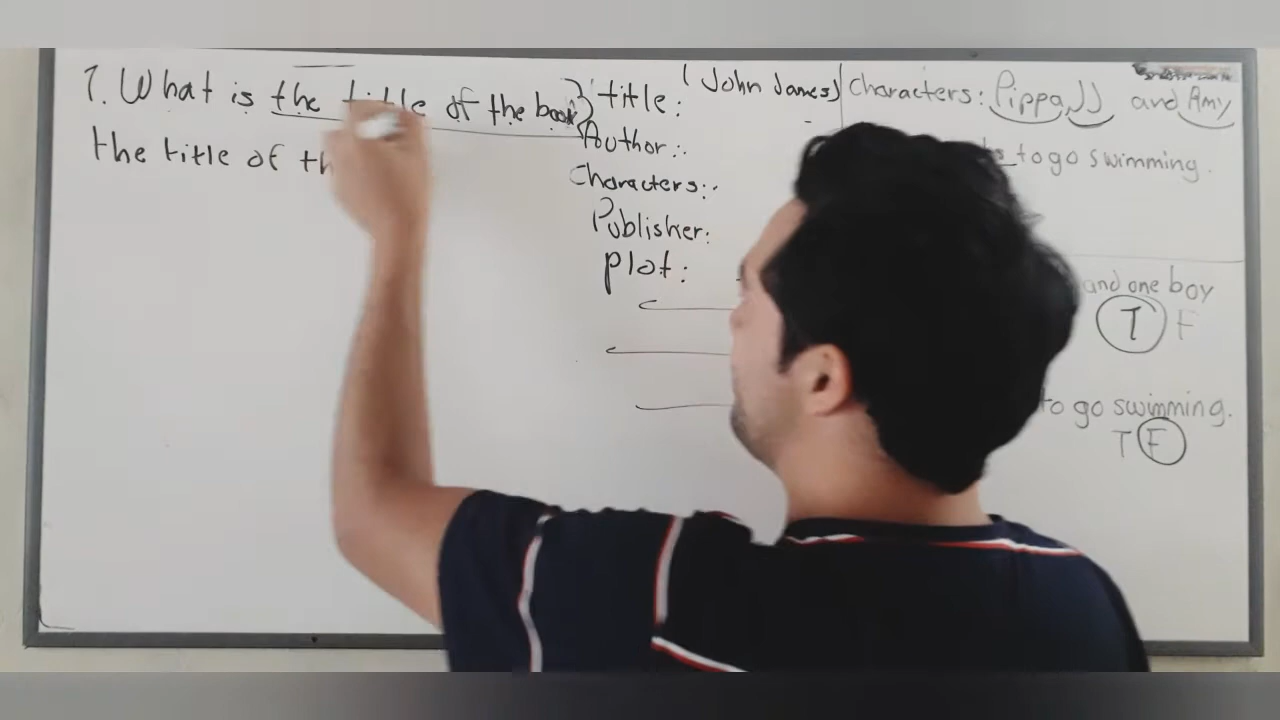 1. What is the title of the book?
the title of th
title:
Author:
Characters:
Publisher:
Plot:
(John James)
Characters: Pippa, JJ and Amy
to go swimming.
and one boy
T F
to go swimming.
T F